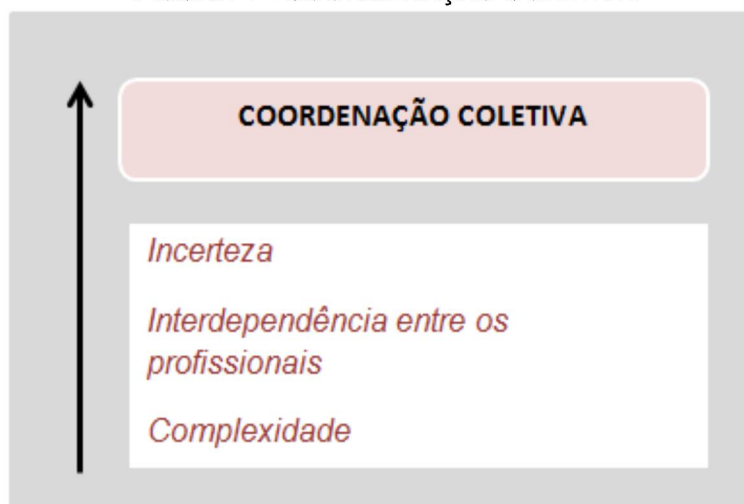 COORDENAÇÃO COLETIVA
Incerteza
Interdependência entre os
profissionais
Complexidade